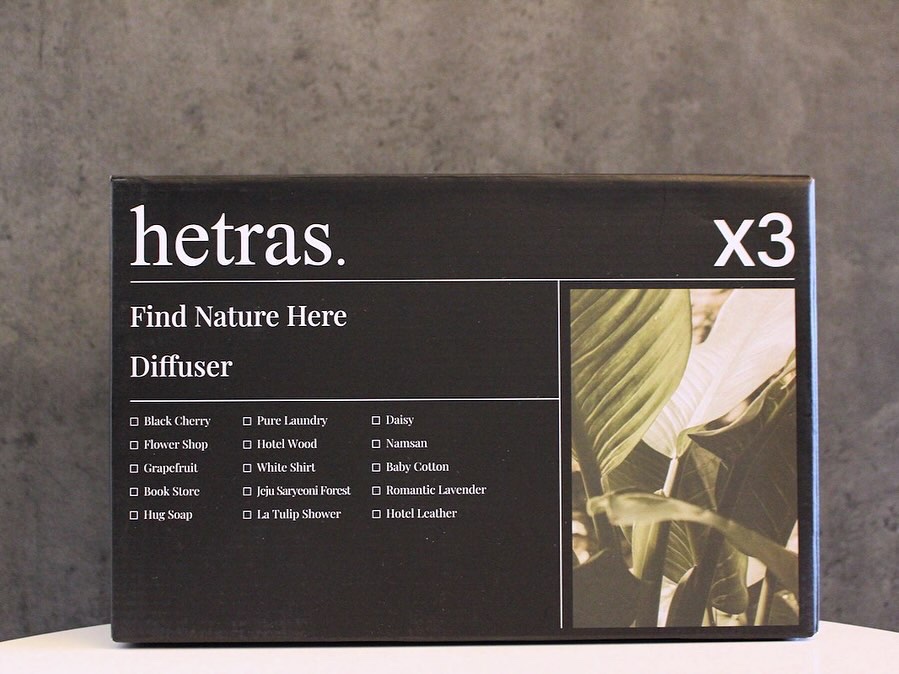 hetras.
X3
Find Nature Here
Diffuser
☐ Black Cherry
☐ Flower Shop
☐ Grapefruit
☐ Book Store
☐ Hug Soap
☐ Pure Laundry
☐ Hotel Wood
☐ White Shirt
☐ Jeju Saryeoni Forest
☐ La Tulip Shower
☐ Daisy
☐ Namsan
☐ Baby Cotton
☐ Romantic Lavender
☐ Hotel Leather